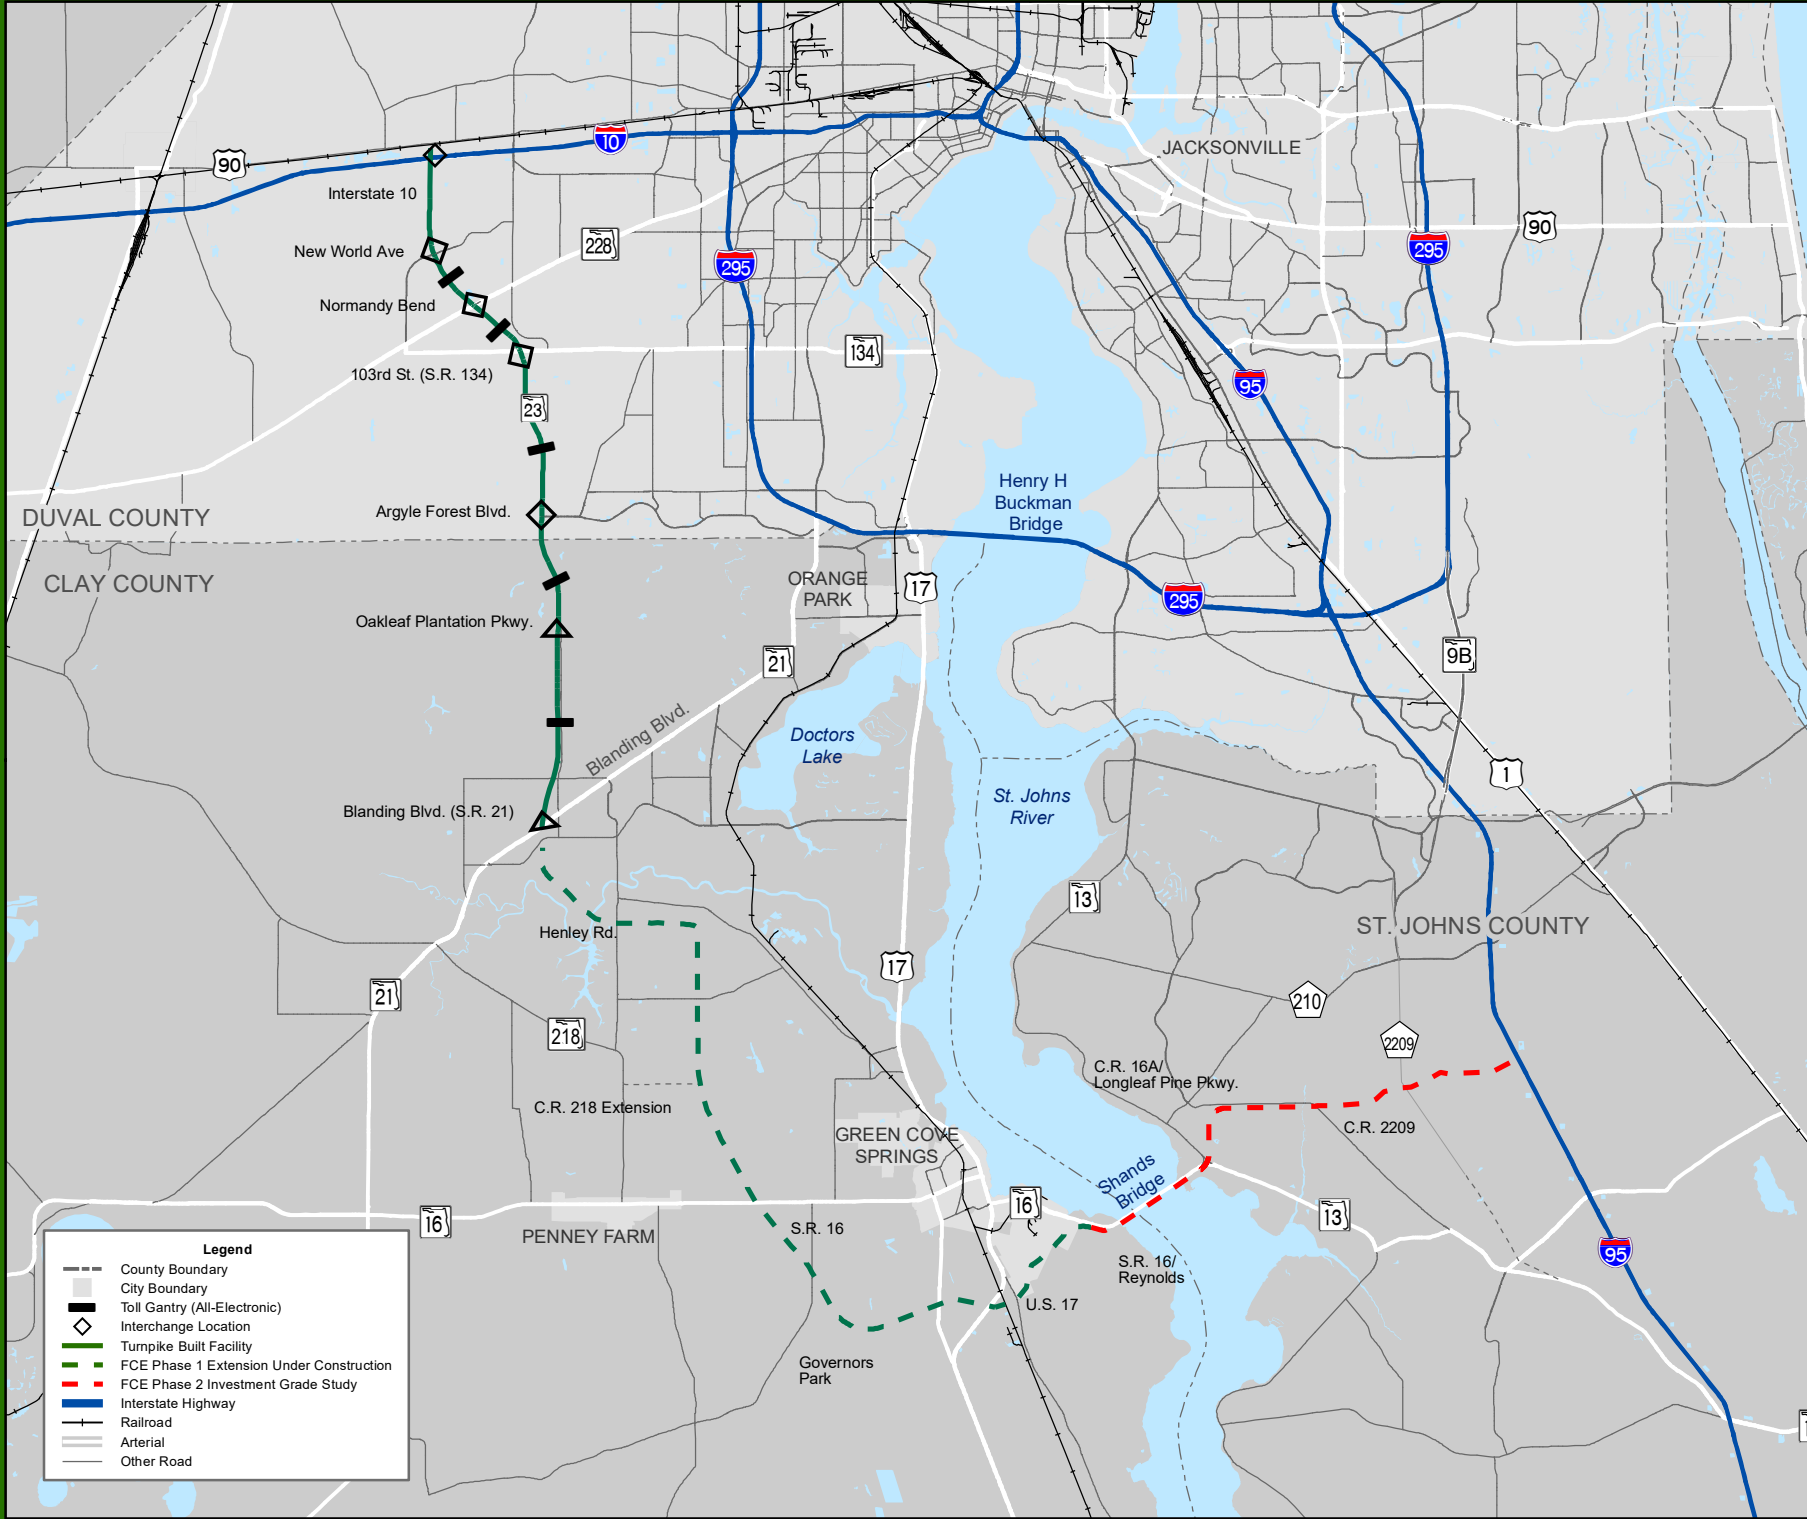 JACKSONVILLE
90
10
Interstate 10
New World Ave
228
295
90
295
Normandy Bend
134
103rd St. (S.R. 134)
23
95
Henry H
Buckman
Bridge
Argyle Forest Blvd.
DUVAL COUNTY
CLAY COUNTY
ORANGE
PARK
17
295
Oakleaf Plantation Pkwy.
21
9B
Blanding Blvd.
Doctors
Lake
1
St. Johns
River
Blanding Blvd. (S.R. 21)
13
ST. JOHNS COUNTY
Henley Rd.
17
21
210
218
2209
C.R. 16A/
Longleaf Pine Pkwy.
C.R. 218 Extension
C.R. 2209
GREEN COVE
SPRINGS
Shands
Bridge
16
16
13
S.R. 16
PENNEY FARM
95
S.R. 16/
Reynolds
U.S. 17
Governors
Park
Legend
County Boundary
City Boundary
Toll Gantry (All-Electronic)
Interchange Location
Turnpike Built Facility
FCE Phase 1 Extension Under Construction
FCE Phase 2 Investment Grade Study
Interstate Highway
Railroad
Arterial
Other Road